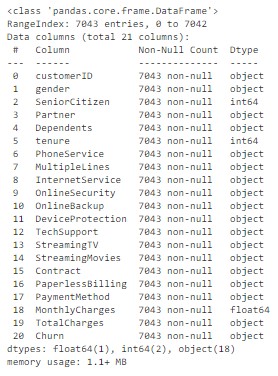 <class 'pandas.core.frame.DataFrame'>
RangeIndex: 7043 entries, 0 to 7042
Data columns (total 21 columns):
 #   Column            Non-Null Count  Dtype
---  ------            --------------  -----
 0   customerID        7043 non-null   object
 1   gender            7043 non-null   object
 2   SeniorCitizen     7043 non-null   int64
 3   Partner           7043 non-null   object
 4   Dependents        7043 non-null   object
 5   tenure            7043 non-null   int64
 6   PhoneService      7043 non-null   object
 7   MultipleLines     7043 non-null   object
 8   InternetService   7043 non-null   object
 9   OnlineSecurity    7043 non-null   object
 10  OnlineBackup      7043 non-null   object
 11  DeviceProtection  7043 non-null   object
 12  TechSupport       7043 non-null   object
 13  StreamingTV       7043 non-null   object
 14  StreamingMovies   7043 non-null   object
 15  Contract          7043 non-null   object
 16  PaperlessBilling  7043 non-null   object
 17  PaymentMethod     7043 non-null   object
 18  MonthlyCharges    7043 non-null   float64
 19  TotalCharges      7043 non-null   object
 20  Churn             7043 non-null   object
dtypes: float64(1), int64(2), object(18)
memory usage: 1.1+ MB